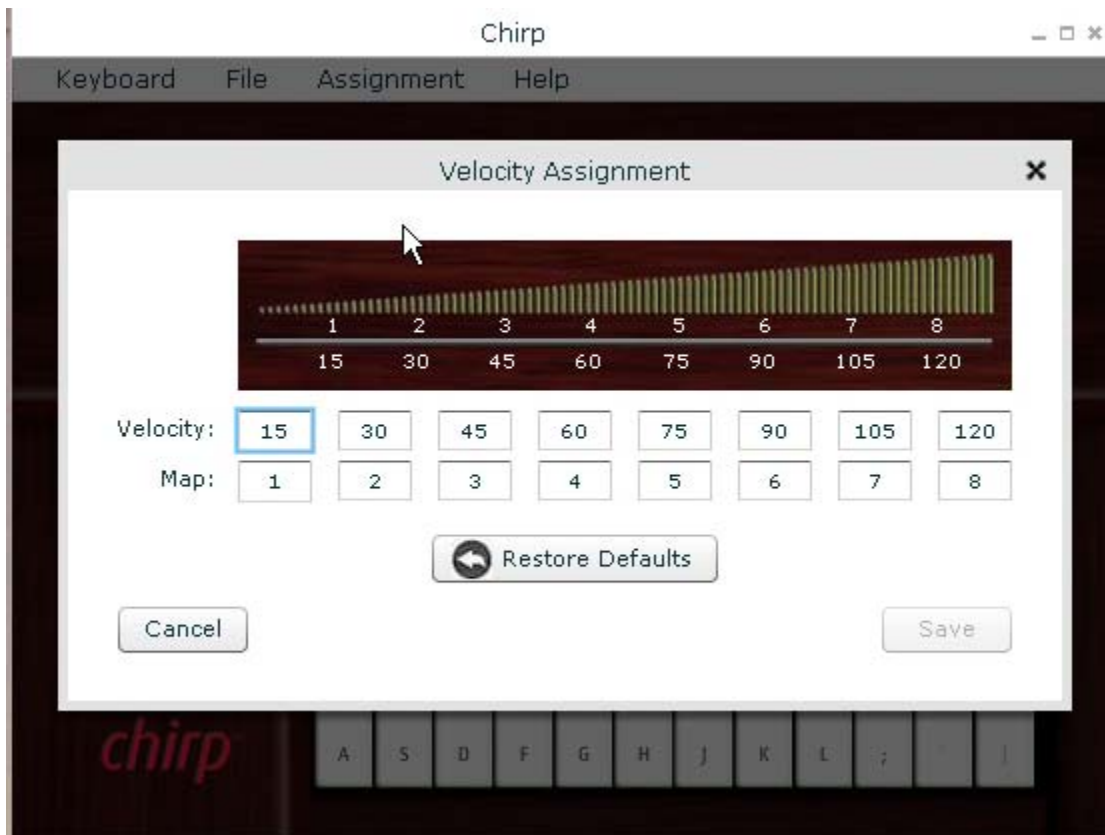 Chirp
Keyboard File Assignment Help
Velocity Assignment
1 2 3 4 5 6 7 8
15 30 45 60 75 90 105 120
Velocity: 15 30 45 60 75 90 105 120
Map: 1 2 3 4 5 6 7 8
Restore Defaults
Cancel Save
chirp A S D F G H J K L ;